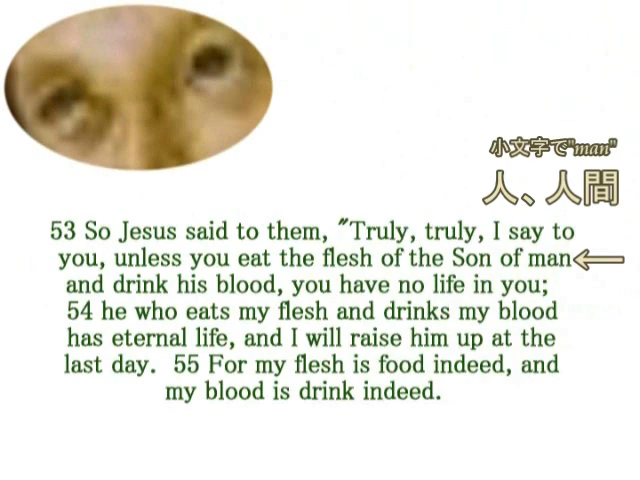 小文字で"man"
人、人間
53 So Jesus said to them, "Truly, truly, I say to
you, unless you eat the flesh of the Son of man
and drink his blood, you have no life in you;
54 he who eats my flesh and drinks my blood
has eternal life, and I will raise him up at the
last day.  55 For my flesh is food indeed, and
my blood is drink indeed.